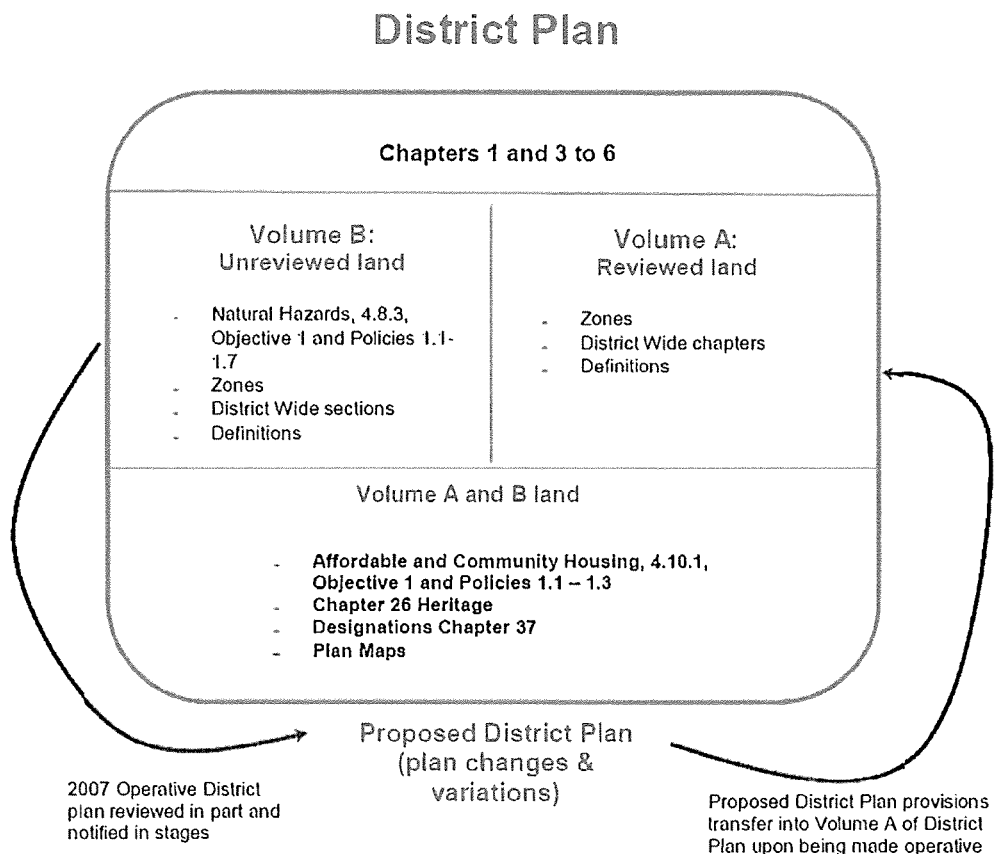 District Plan
Chapters 1 and 3 to 6
Volume B:
Unreviewed land
- Natural Hazards, 4.8.3,
Objective 1 and Policies 1.1-
1.7
- Zones
- District Wide sections
- Definitions
Volume A:
Reviewed land
- Zones
- District Wide chapters
- Definitions
Volume A and B land
- Affordable and Community Housing, 4.10.1,
Objective 1 and Policies 1.1 – 1.3
- Chapter 26 Heritage
- Designations Chapter 37
- Plan Maps
Proposed District Plan
(plan changes &
variations)
2007 Operative District
plan reviewed in part and
notified in stages
Proposed District Plan provisions
transfer into Volume A of District
Plan upon being made operative